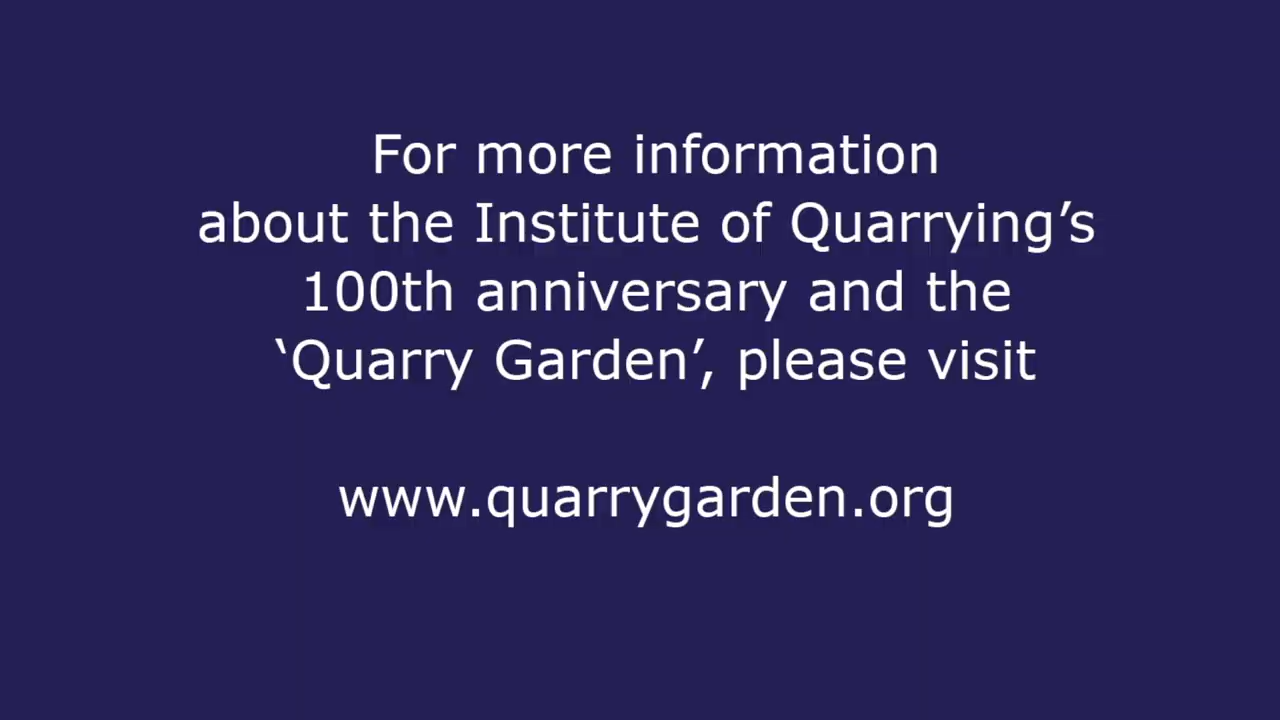 For more information
about the Institute of Quarrying’s
100th anniversary and the
‘Quarry Garden’, please visit
www.quarrygarden.org